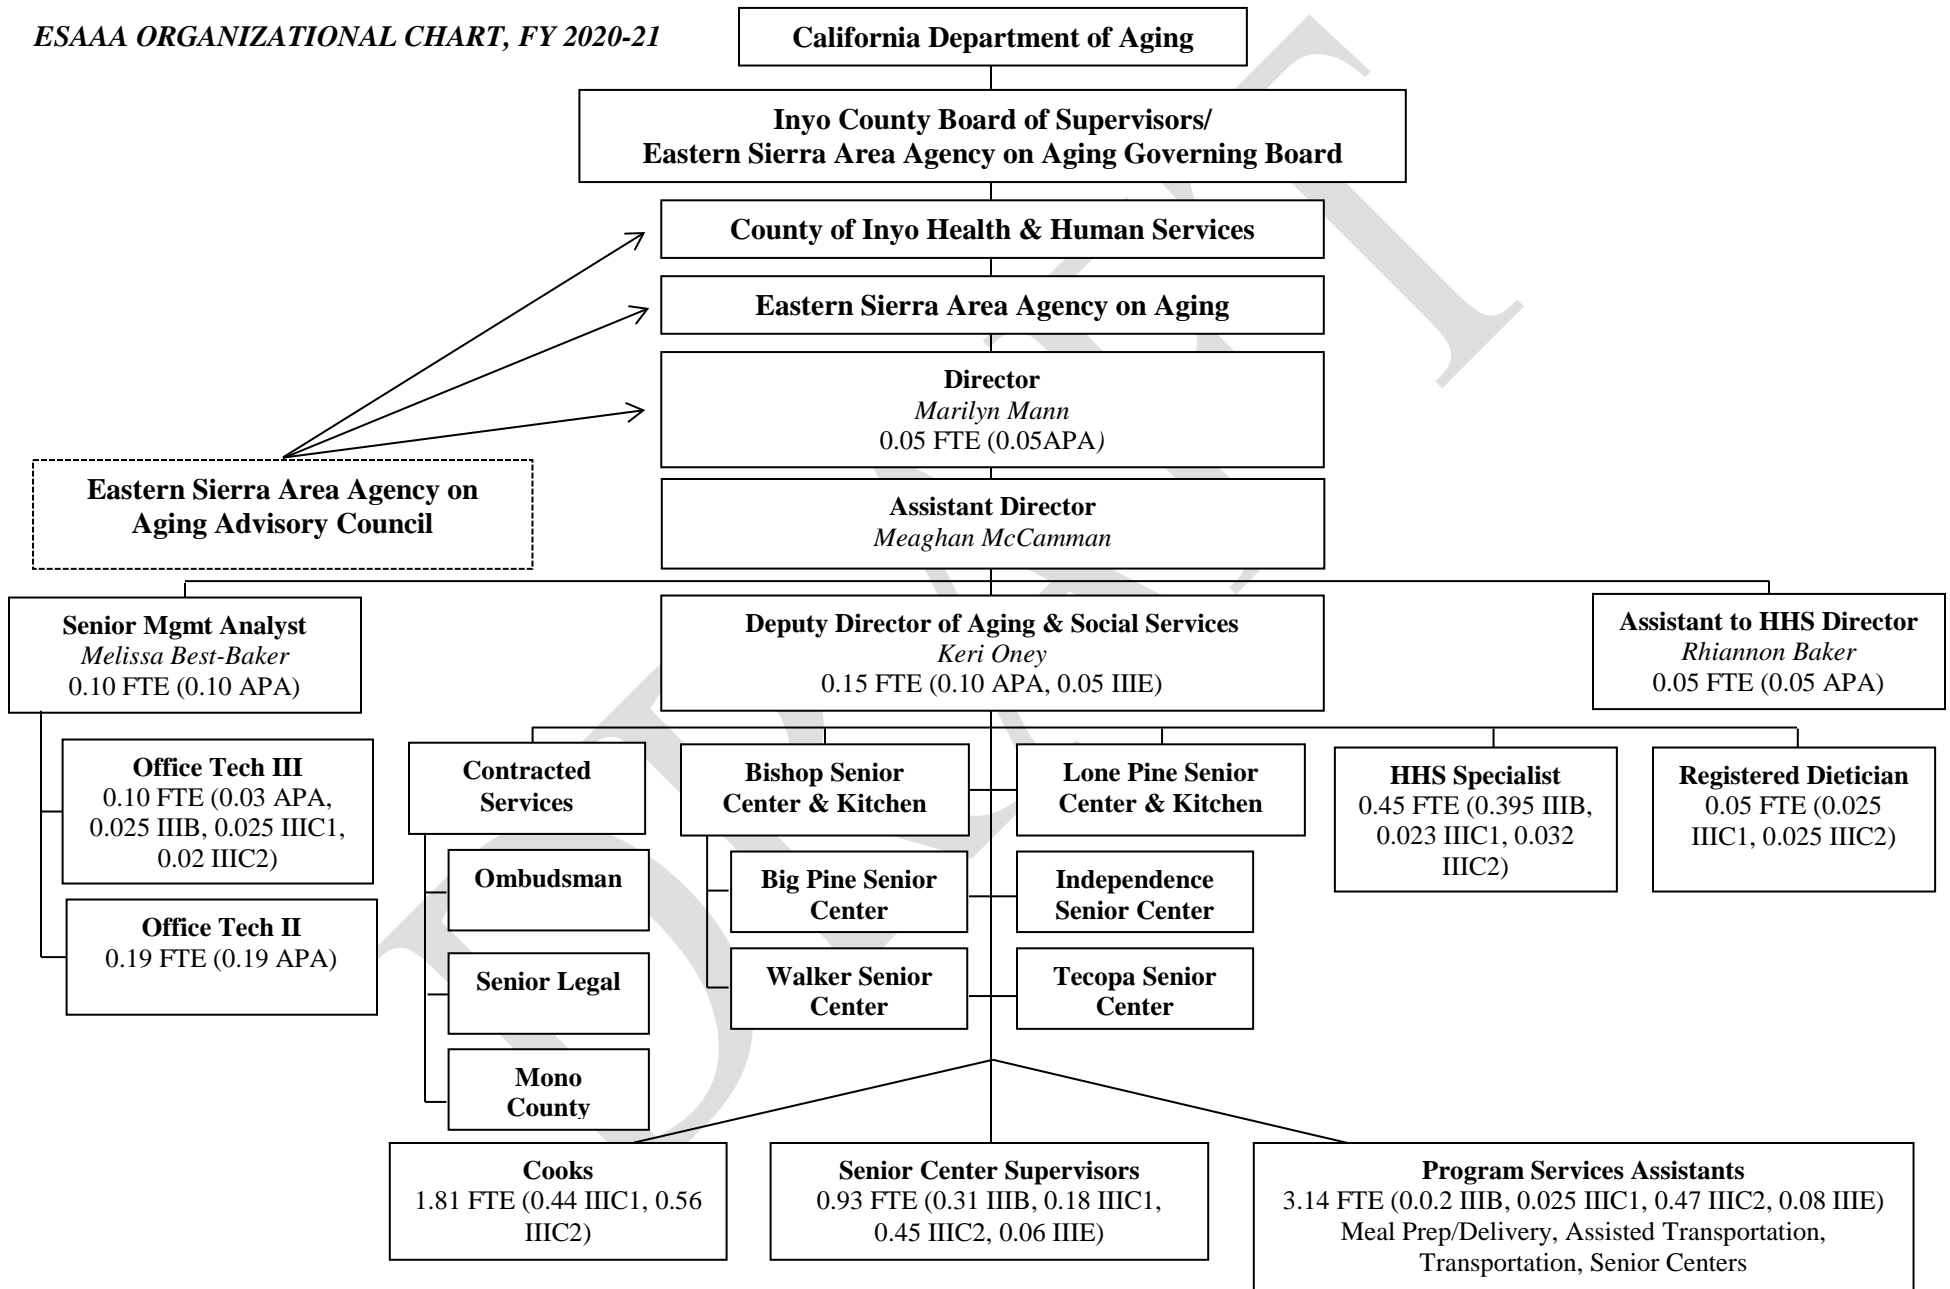 ESAAA ORGANIZATIONAL CHART, FY 2020-21
California Department of Aging
Inyo County Board of Supervisors/
Eastern Sierra Area Agency on Aging Governing Board
County of Inyo Health & Human Services
Eastern Sierra Area Agency on Aging
Director
Marilyn Mann
0.05 FTE (0.05APA)
Eastern Sierra Area Agency on
Aging Advisory Council
Assistant Director
Meaghan McCamman
Senior Mgmt Analyst
Melissa Best-Baker
0.10 FTE (0.10 APA)
Deputy Director of Aging & Social Services
Keri Oney
0.15 FTE (0.10 APA, 0.05 IIIE)
Assistant to HHS Director
Rhiannon Baker
0.05 FTE (0.05 APA)
Office Tech III
0.10 FTE (0.03 APA,
0.025 IIIB, 0.025 IIIC1,
0.02 IIIC2)
Office Tech II
0.19 FTE (0.19 APA)
Contracted
Services
Ombudsman
Senior Legal
Mono
County
Bishop Senior
Center & Kitchen
Big Pine Senior
Center
Walker Senior
Center
Lone Pine Senior
Center & Kitchen
Independence
Senior Center
Tecopa Senior
Center
HHS Specialist
0.45 FTE (0.395 IIIB,
0.023 IIIC1, 0.032
IIIC2)
Registered Dietician
0.05 FTE (0.025
IIIC1, 0.025 IIIC2)
Cooks
1.81 FTE (0.44 IIIC1, 0.56
IIIC2)
Senior Center Supervisors
0.93 FTE (0.31 IIIB, 0.18 IIIC1,
0.45 IIIC2, 0.06 IIIE)
Program Services Assistants
3.14 FTE (0.0.2 IIIB, 0.025 IIIC1, 0.47 IIIC2, 0.08 IIIE)
Meal Prep/Delivery, Assisted Transportation,
Transportation, Senior Centers
DRAFT